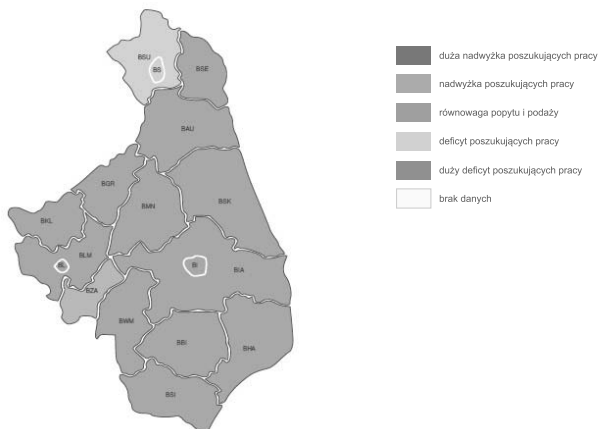 BSU
BS
BSE
BAU
BGR
BMN
BSK
BKL
BLM
BL
BI
BIA
BZA
BWM
BBI
BHA
BSI
duża nadwyżka poszukujących pracy
nadwyżka poszukujących pracy
równowaga popytu i podaży
deficyt poszukujących pracy
duży deficyt poszukujących pracy
brak danych